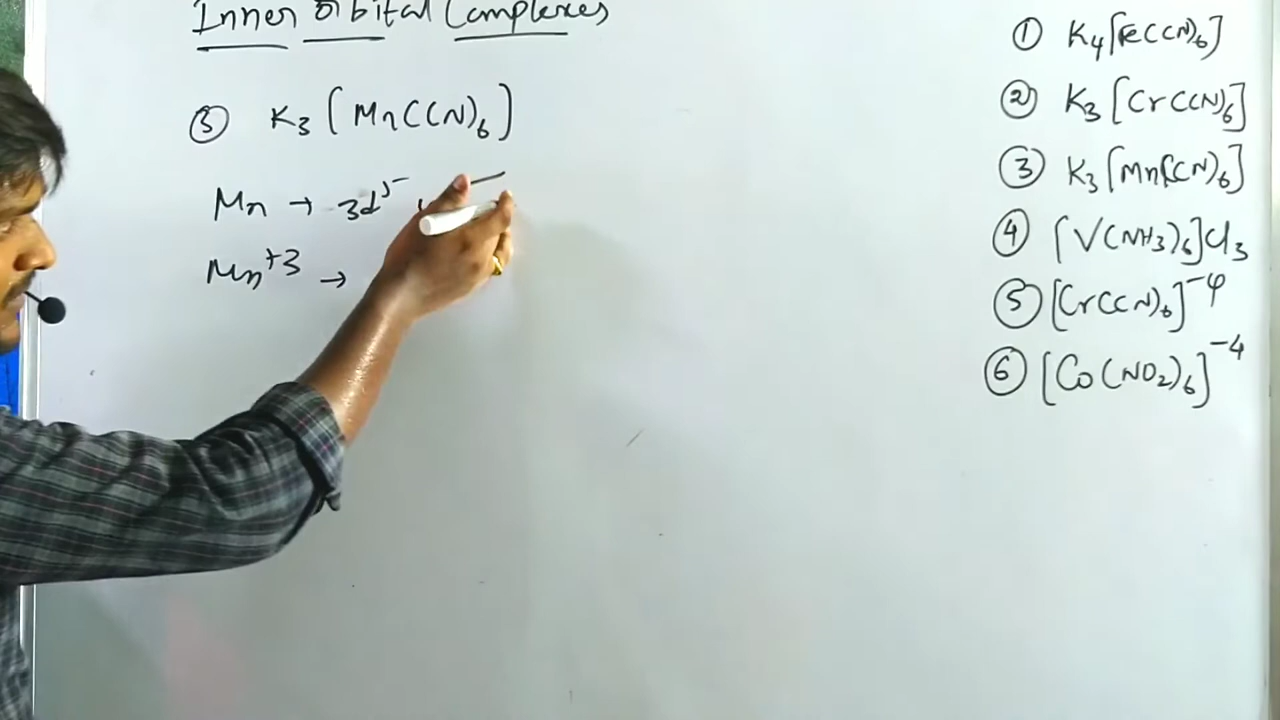 Inner Orbital Complexes
③ K₃[Mn(CN)₆]
Mn → 3d⁵
Mn⁺³ →
① K₄[Fe(CN)₆]
② K₃[Cr(CN)₆]
③ K₃[Mn(CN)₆]
④ [V(NH₃)₆]Cl₃
⑤ [Cr(CN)₆]⁻⁴
⑥ [Co(NO₂)₆]⁻⁴